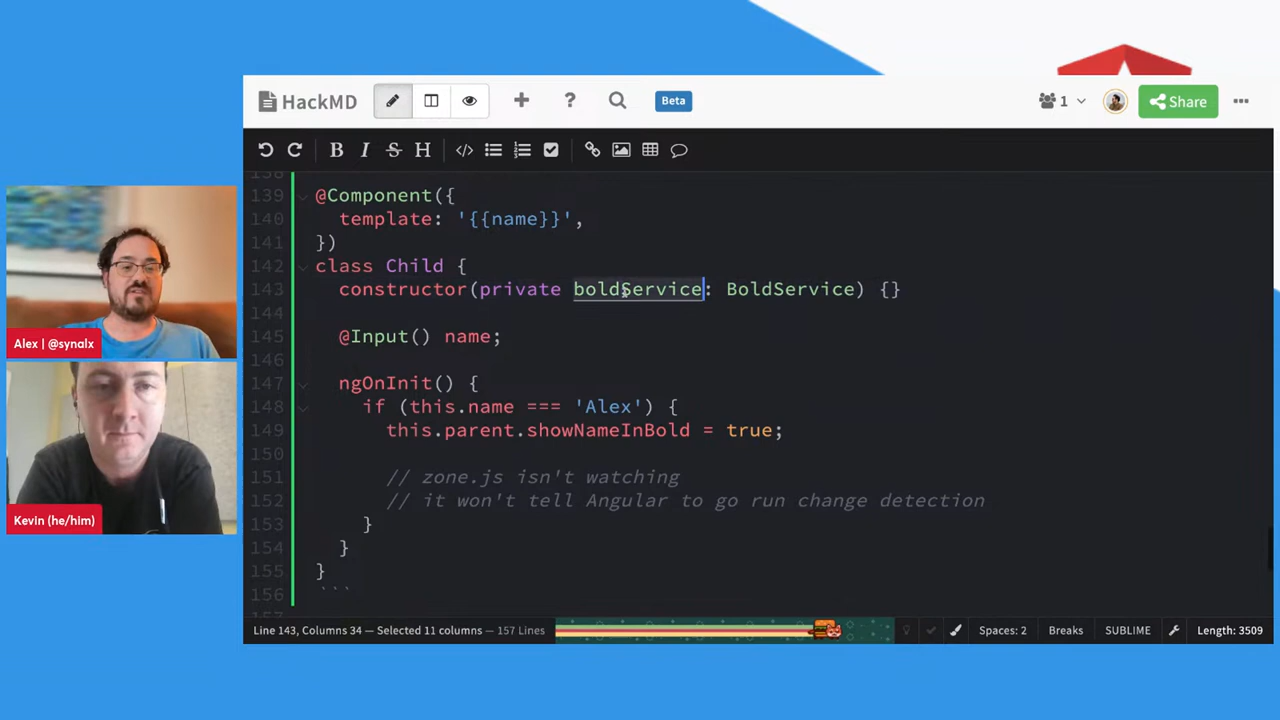 HackMD
Beta
1
Share
138
139 @Component({
140 template: '{{name}}',
141 })
142 class Child {
143 constructor(private boldService: BoldService) {}
144
145 @Input() name;
146
147 ngOnInit() {
148 if (this.name === 'Alex') {
149 this.parent.showNameInBold = true;
150
151 // zone.js isn't watching
152 // it won't tell Angular to go run change detection
153 }
154 }
155 }
156 ```
Line 143, Columns 34 — Selected 11 columns — 157 Lines
Spaces: 2
Breaks
SUBLIME
Length: 3509
Alex | @synalx
Kevin (he/him)